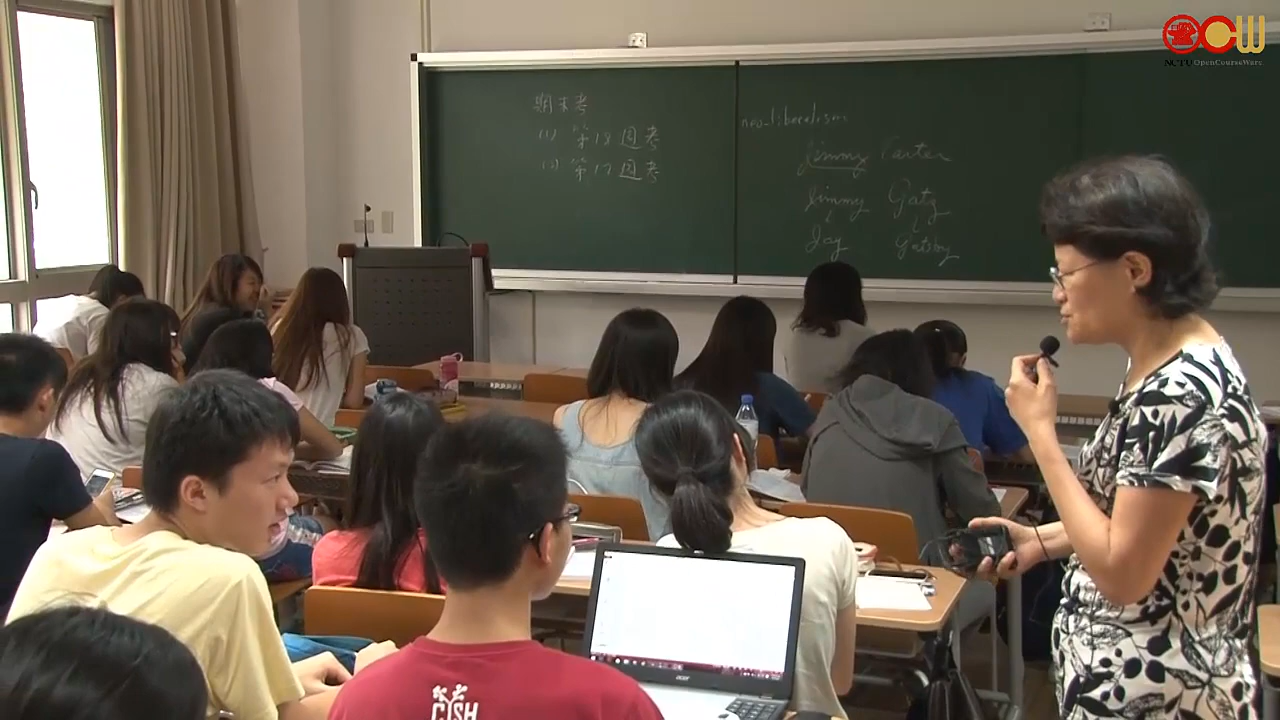 期末考
(1) 第18週考
(2) 第17週考
neo-liberalism
Jimmy Carter
Jimmy Gatz
Jay Gatsby
OCW
NCTU OpenCourseWare
acer
CTSH